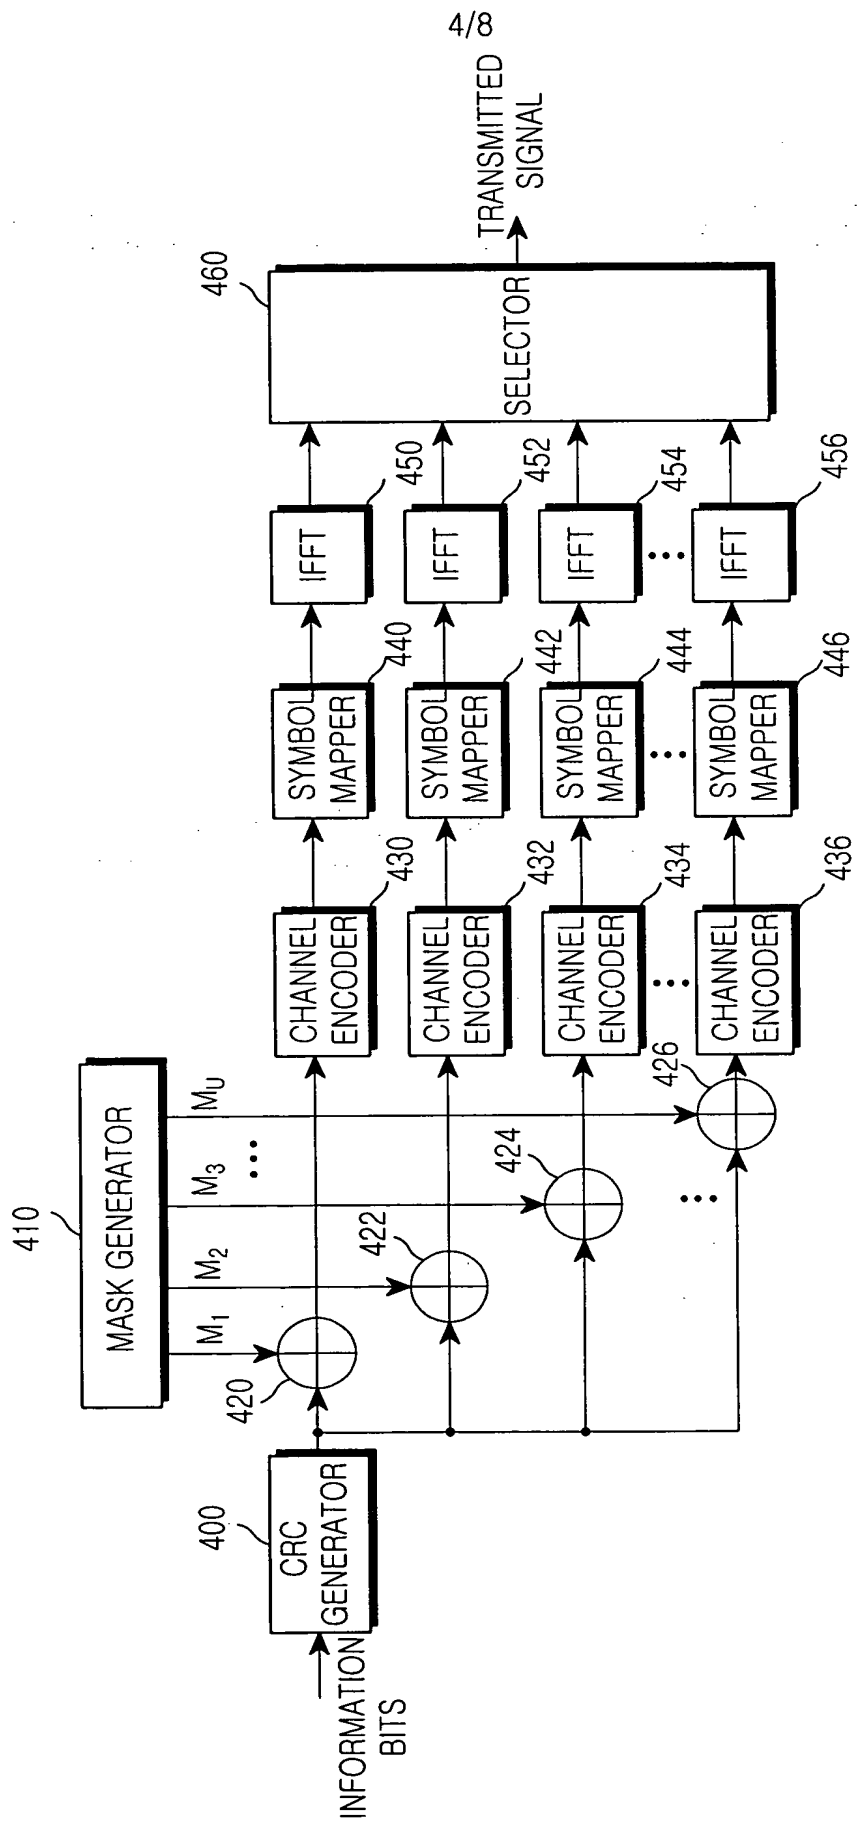 4/8
410
MASK GENERATOR
M1
M2
M3
MU
400
CRC
GENERATOR
INFORMATION
BITS
420
422
424
426
CHANNEL
ENCODER
430
CHANNEL
ENCODER
432
CHANNEL
ENCODER
434
CHANNEL
ENCODER
436
SYMBOL
MAPPER
440
SYMBOL
MAPPER
442
SYMBOL
MAPPER
444
SYMBOL
MAPPER
446
IFFT
450
IFFT
452
IFFT
454
IFFT
456
460
SELECTOR
TRANSMITTED
SIGNAL